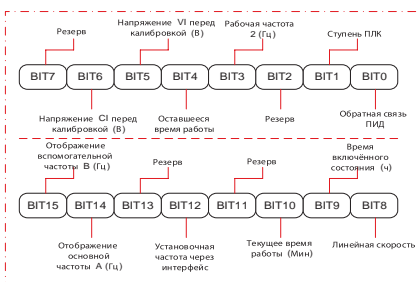 Резерв
Напряжение VI перед
калибровкой (В)
Рабочая частота
2 (Гц)
Ступень ПЛК
BIT7 BIT6 BIT5 BIT4 BIT3 BIT2 BIT1 BIT0
Напряжение CI перед
калибровкой (В)
Оставшееся
время работы
Резерв
Обратная связь
ПИД
Отображение
вспомогательной
частоты B (Гц)
Резерв
Резерв
Время
включённого
состояния (ч)
BIT15 BIT14 BIT13 BIT12 BIT11 BIT10 BIT9 BIT8
Отображение
основной
частоты A (Гц)
Установочная
частота через
интерфейс
Текущее время
работы (Мин)
Линейная скорость